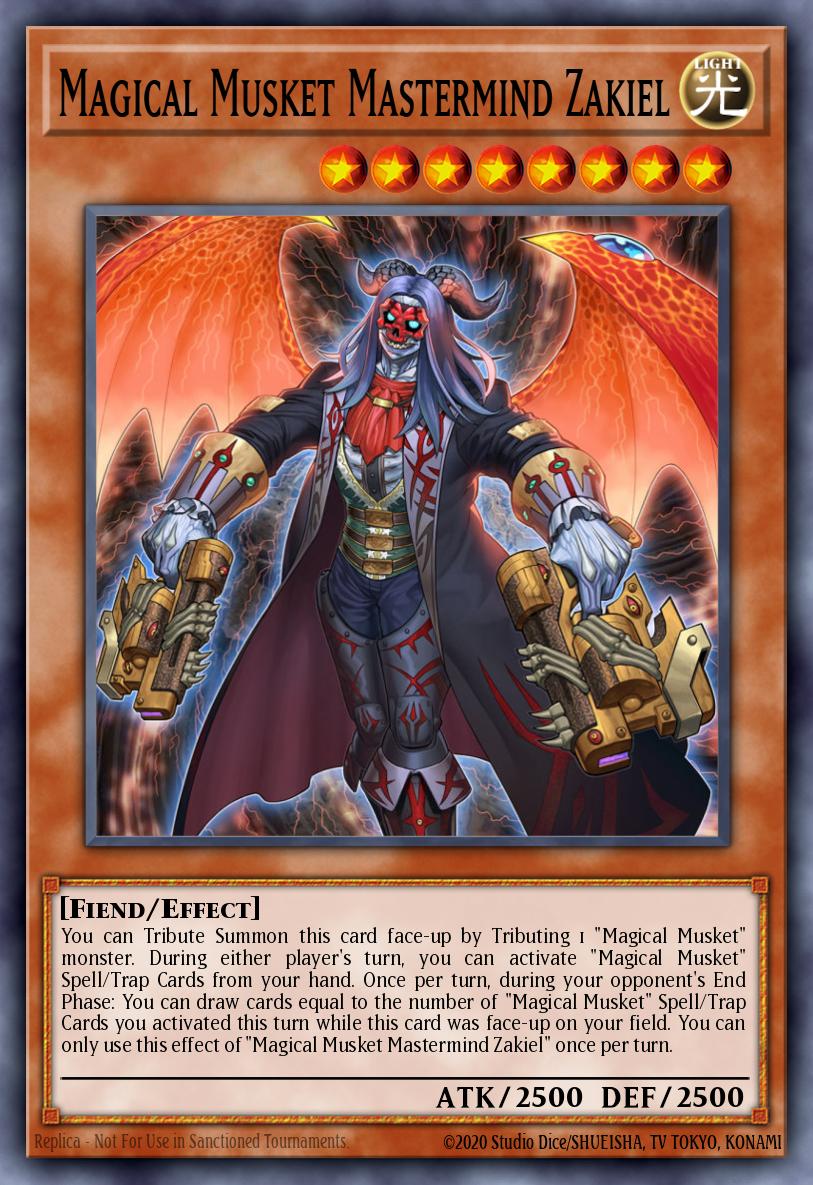 Magical Musket Mastermind Zakiel
LIGHT
光
[Fiend/Effect]
You can Tribute Summon this card face-up by Tributing 1 "Magical Musket"
monster. During either player's turn, you can activate "Magical Musket"
Spell/Trap Cards from your hand. Once per turn, during your opponent's End
Phase: You can draw cards equal to the number of "Magical Musket" Spell/Trap
Cards you activated this turn while this card was face-up on your field. You can
only use this effect of "Magical Musket Mastermind Zakiel" once per turn.
ATK/2500 DEF/2500
Replica - Not For Use in Sanctioned Tournaments.
©2020 Studio Dice/SHUEISHA, TV TOKYO, KONAMI